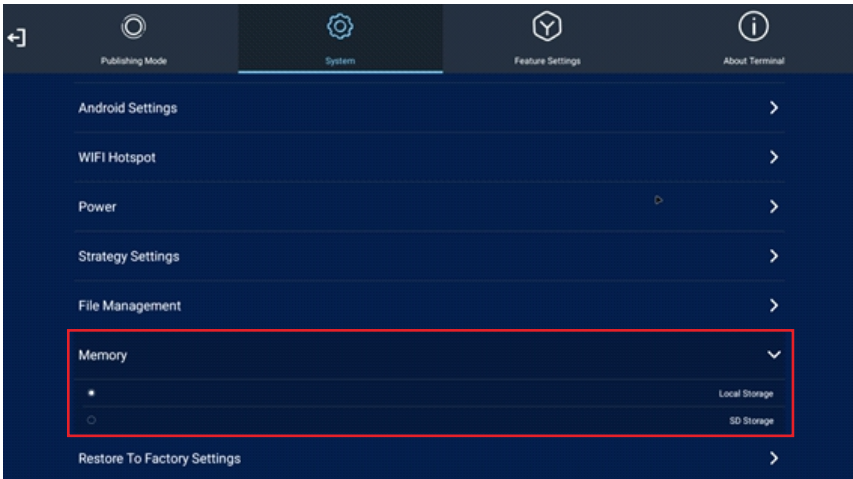 Publishing Mode
System
Feature Settings
About Terminal
Android Settings
WIFI Hotspot
Power
Strategy Settings
File Management
Memory
Local Storage
SD Storage
Restore To Factory Settings